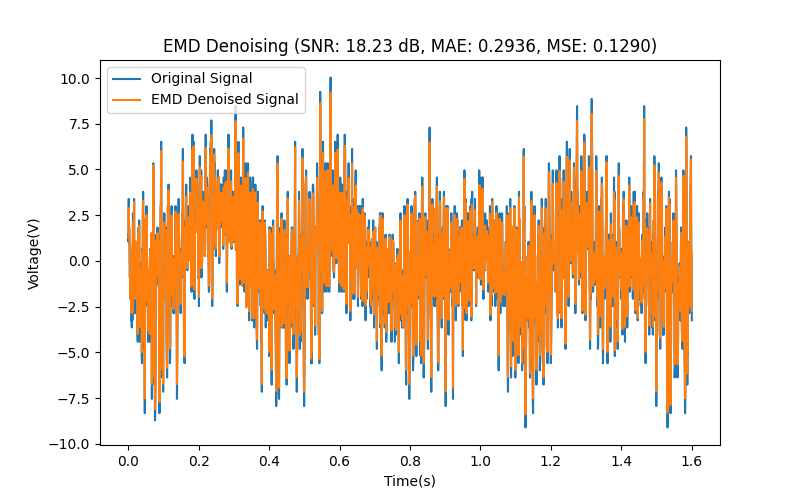 EMD Denoising (SNR: 18.23 dB, MAE: 0.2936, MSE: 0.1290)
Original Signal
EMD Denoised Signal
10.0
7.5
5.0
2.5
0.0
−2.5
−5.0
−7.5
−10.0
Voltage(V)
0.0 0.2 0.4 0.6 0.8 1.0 1.2 1.4 1.6
Time(s)